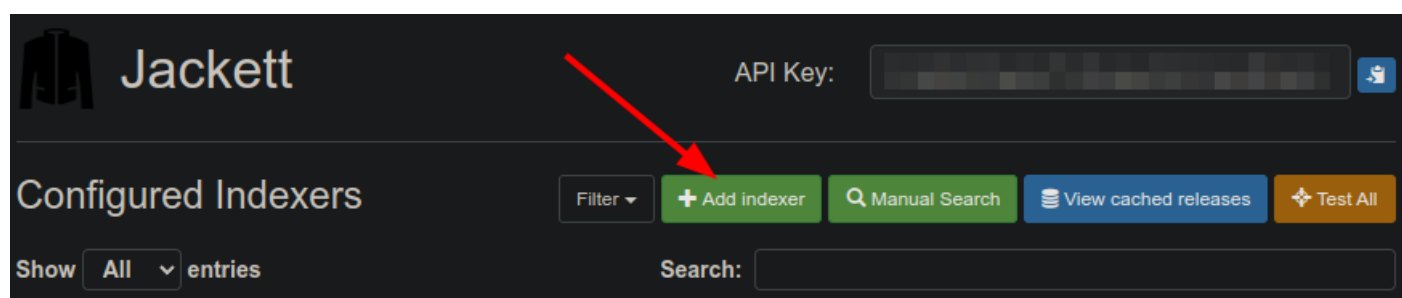 Jackett
API Key:
Configured Indexers
Filter
Add indexer
Manual Search
View cached releases
Test All
Show All entries
Search: